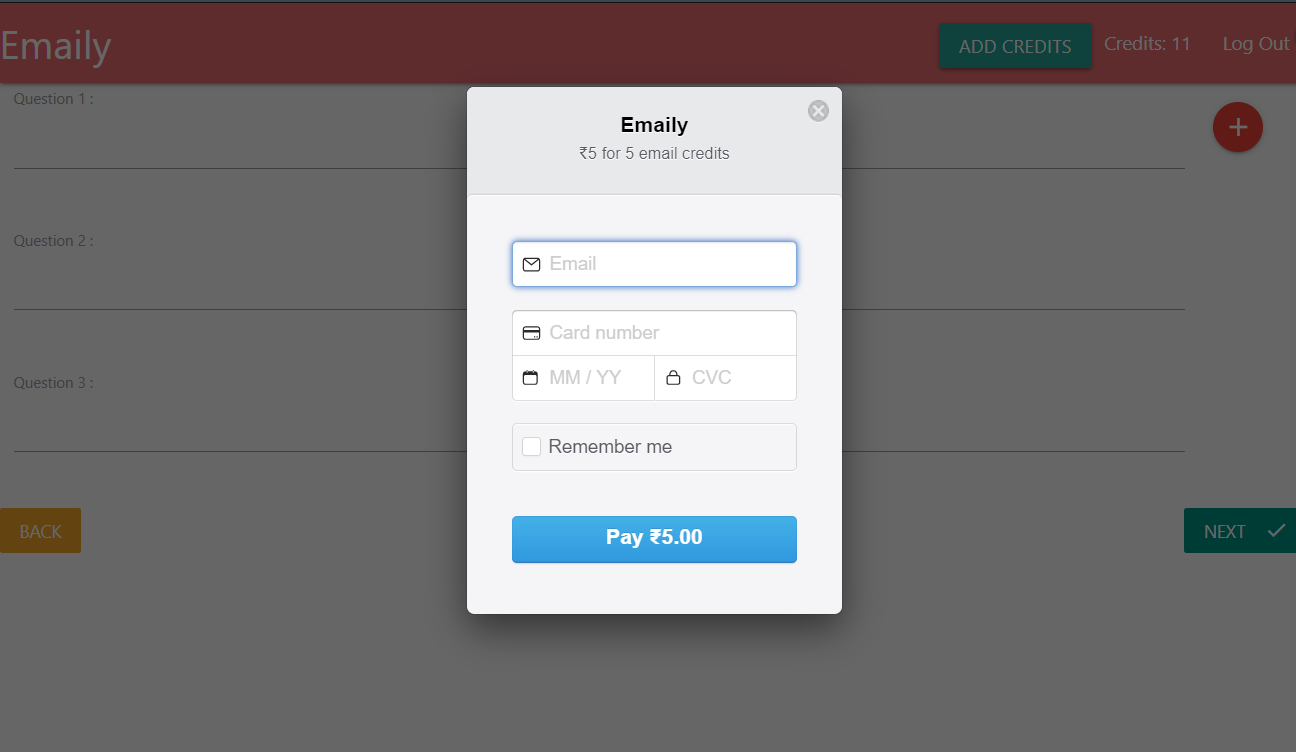 Emaily
ADD CREDITS
Credits: 11
Log Out
Question 1 :
Question 2 :
Question 3 :
Emaily
₹5 for 5 email credits
Email
Card number
MM / YY
CVC
Remember me
Pay ₹5.00
BACK
NEXT